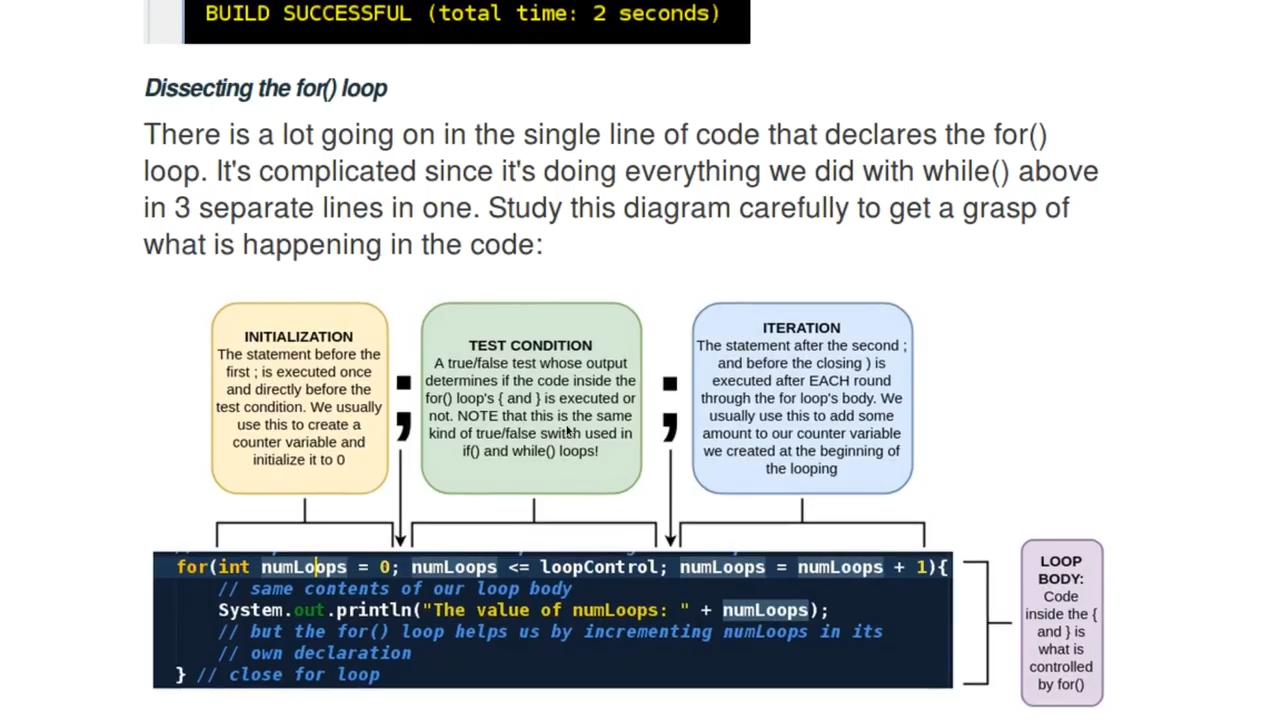 BUILD SUCCESSFUL (total time: 2 seconds)
Dissecting the for() loop
There is a lot going on in the single line of code that declares the for()
loop. It's complicated since it's doing everything we did with while() above
in 3 separate lines in one. Study this diagram carefully to get a grasp of
what is happening in the code:
INITIALIZATION
The statement before the
first ; is executed once
and directly before the
test condition. We usually
use this to create a
counter variable and
initialize it to 0
;
TEST CONDITION
A true/false test whose output
determines if the code inside the
for() loop's { and } is executed or
not. NOTE that this is the same
kind of true/false switch used in
if() and while() loops!
;
ITERATION
The statement after the second ;
and before the closing ) is
executed after EACH round
through the for loop's body. We
usually use this to add some
amount to our counter variable
we created at the beginning of
the looping
for(int numLoops = 0; numLoops <= loopControl; numLoops = numLoops + 1){
// same contents of our loop body
System.out.println("The value of numLoops: " + numLoops);
// but the for() loop helps us by incrementing numLoops in its
// own declaration
} // close for loop
LOOP
BODY:
Code
inside the {
and } is
what is
controlled
by for()